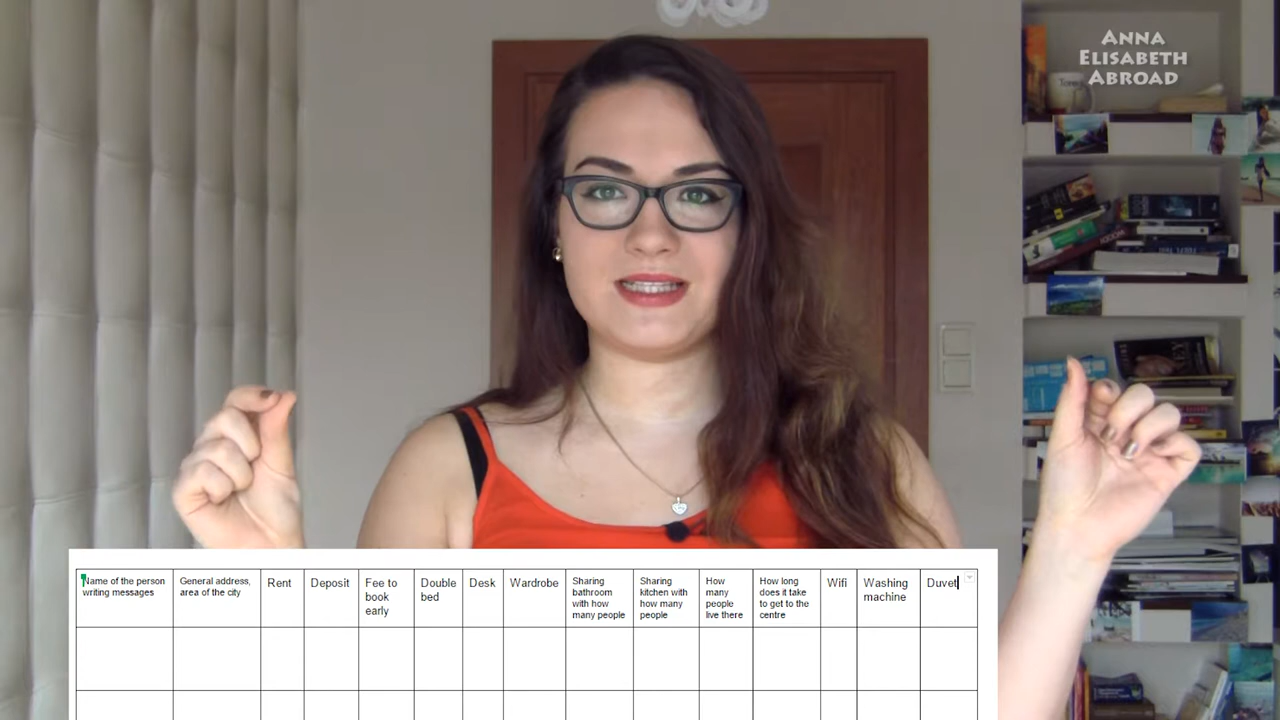 ANNA
ELISABETH
ABROAD
Name of the person
writing messages
General address,
area of the city
Rent
Deposit
Fee to
book
early
Double
bed
Desk
Wardrobe
Sharing
bathroom
with how
many people
Sharing
kitchen with
how many
people
How
many
people
live there
How long
does it take
to get to the
centre
Wifi
Washing
machine
Duvet